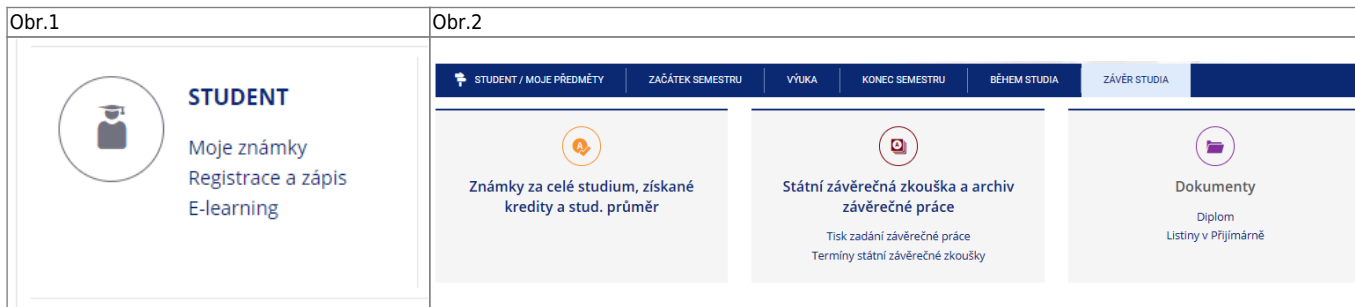 Obr.1
Obr.2
STUDENT
Moje známky
Registrace a zápis
E-learning
STUDENT / MOJE PŘEDMĚTY
ZAČÁTEK SEMESTRU
VÝUKA
KONEC SEMESTRU
BĚHEM STUDIA
ZÁVĚR STUDIA
Známky za celé studium, získané
kredity a stud. průměr
Státní závěrečná zkouška a archiv
závěrečné práce
Tisk zadání závěrečné práce
Termíny státní závěrečné zkoušky
Dokumenty
Diplom
Listiny v Přijímárně